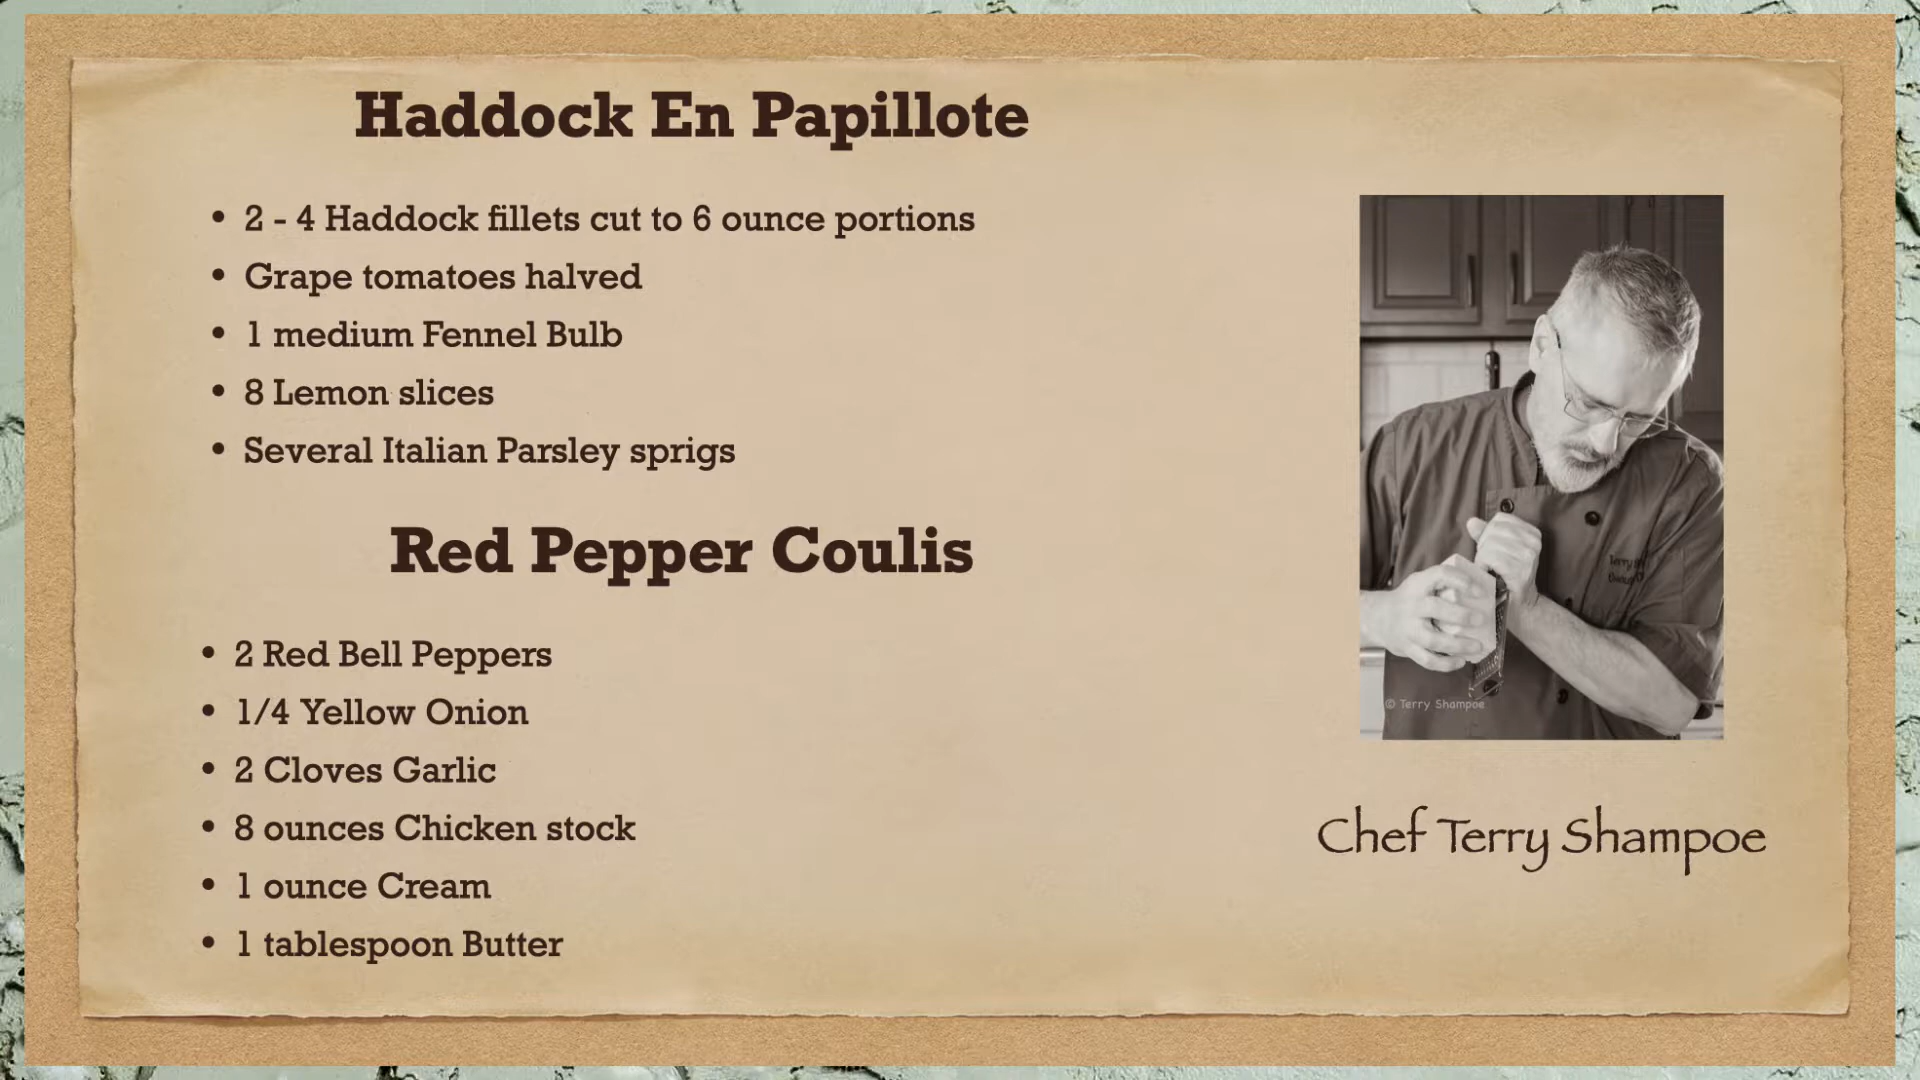 Haddock En Papillote
• 2 - 4 Haddock fillets cut to 6 ounce portions
• Grape tomatoes halved
• 1 medium Fennel Bulb
• 8 Lemon slices
• Several Italian Parsley sprigs
Red Pepper Coulis
• 2 Red Bell Peppers
• 1/4 Yellow Onion
• 2 Cloves Garlic
• 8 ounces Chicken stock
• 1 ounce Cream
• 1 tablespoon Butter
Terry
© Terry Shampoe
Chef Terry Shampoe